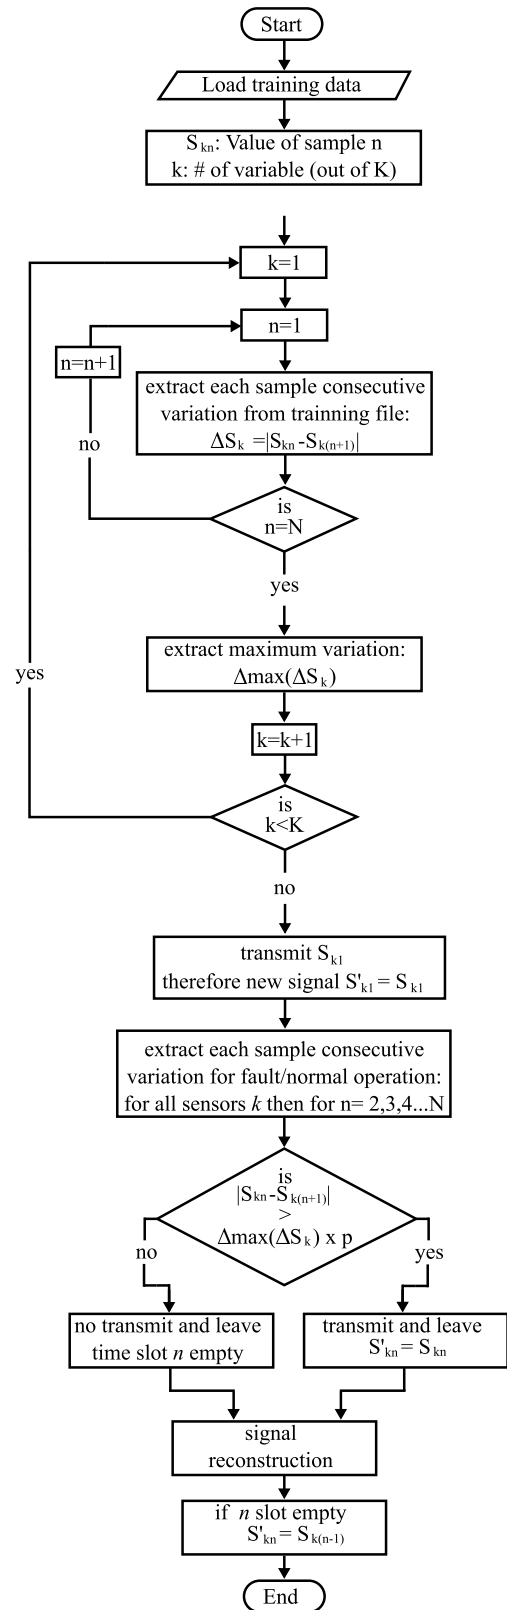 Start
Load training data
S kn: Value of sample n
k: # of variable (out of K)
k=1
n=1
n=n+1
extract each sample consecutive
variation from trainning file:
ΔS k =|S kn -S k(n+1)|
no
is
n=N
yes
extract maximum variation:
Δmax(ΔS k)
yes
k=k+1
is
k<K
no
transmit S k1
therefore new signal S' k1 = S k1
extract each sample consecutive
variation for fault/normal operation:
for all sensors k then for n= 2,3,4...N
is
|S kn -S k(n+1)|
>
Δmax(ΔS k) x p
no
yes
no transmit and leave
time slot n empty
transmit and leave
S' kn = S kn
signal
reconstruction
if n slot empty
S' kn = S k(n-1)
End